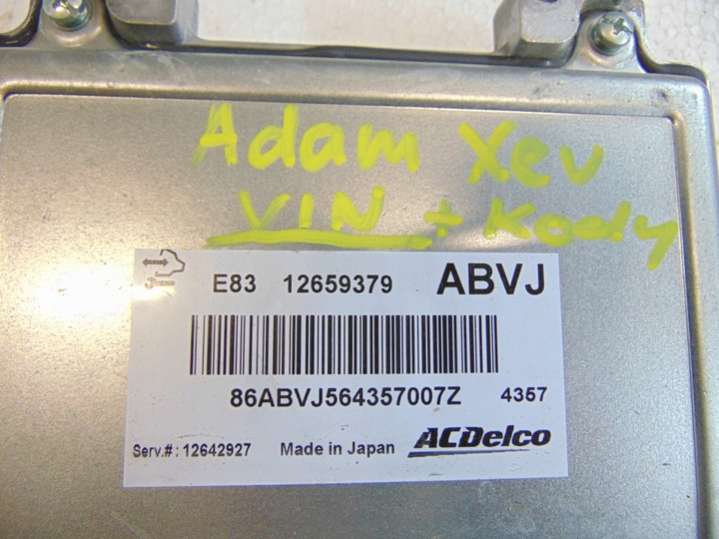 Adam Xev
VIN + Kody
E83 12659379 ABVJ
86ABVJ564357007Z 4357
Serv.#: 12642927 Made in Japan ACDelco